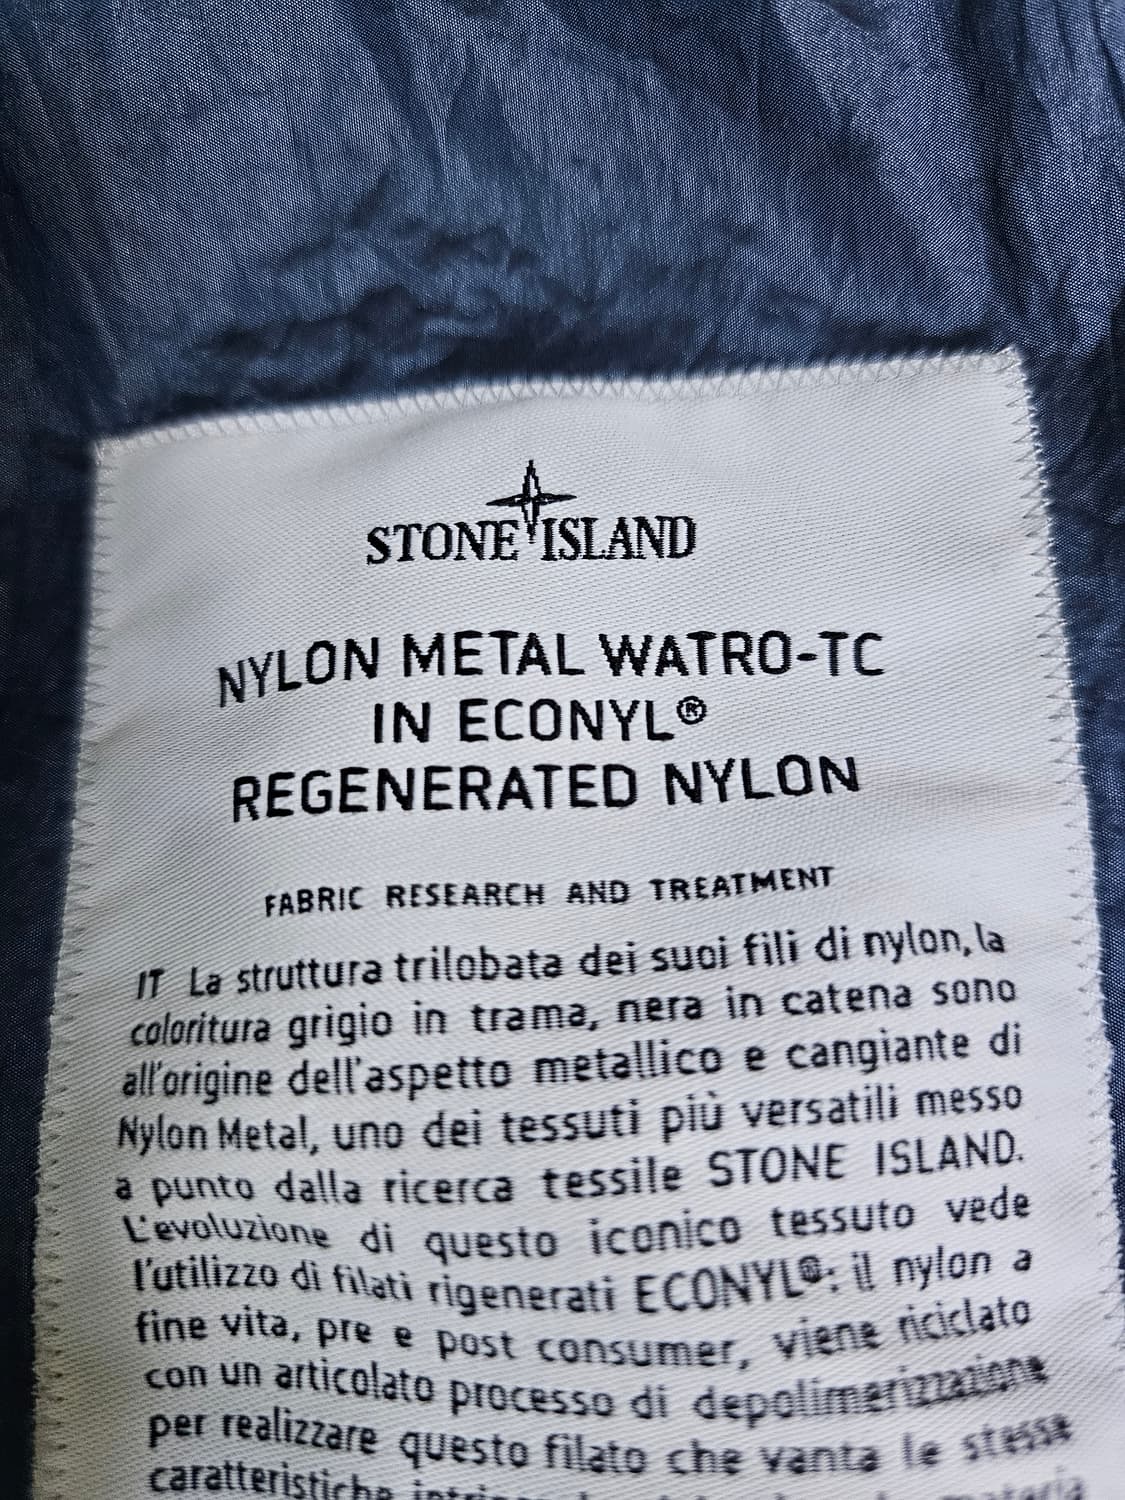 STONE ISLAND
NYLON METAL WATRO-TC
IN ECONYL®
REGENERATED NYLON
FABRIC RESEARCH AND TREATMENT
IT La struttura trilobata dei suoi fili di nylon, la
coloritura grigio in trama, nera in catena sono
all'origine dell'aspetto metallico e cangiante di
Nylon Metal, uno dei tessuti più versatili messo
a punto dalla ricerca tessile STONE ISLAND.
L'evoluzione di questo iconico tessuto vede
l'utilizzo di filati rigenerati ECONYL®: il nylon a
fine vita, pre e post consumer, viene riciclato
con un articolato processo di depolimerizzazione
per realizzare questo filato che vanta le stesse
caratteristiche materia